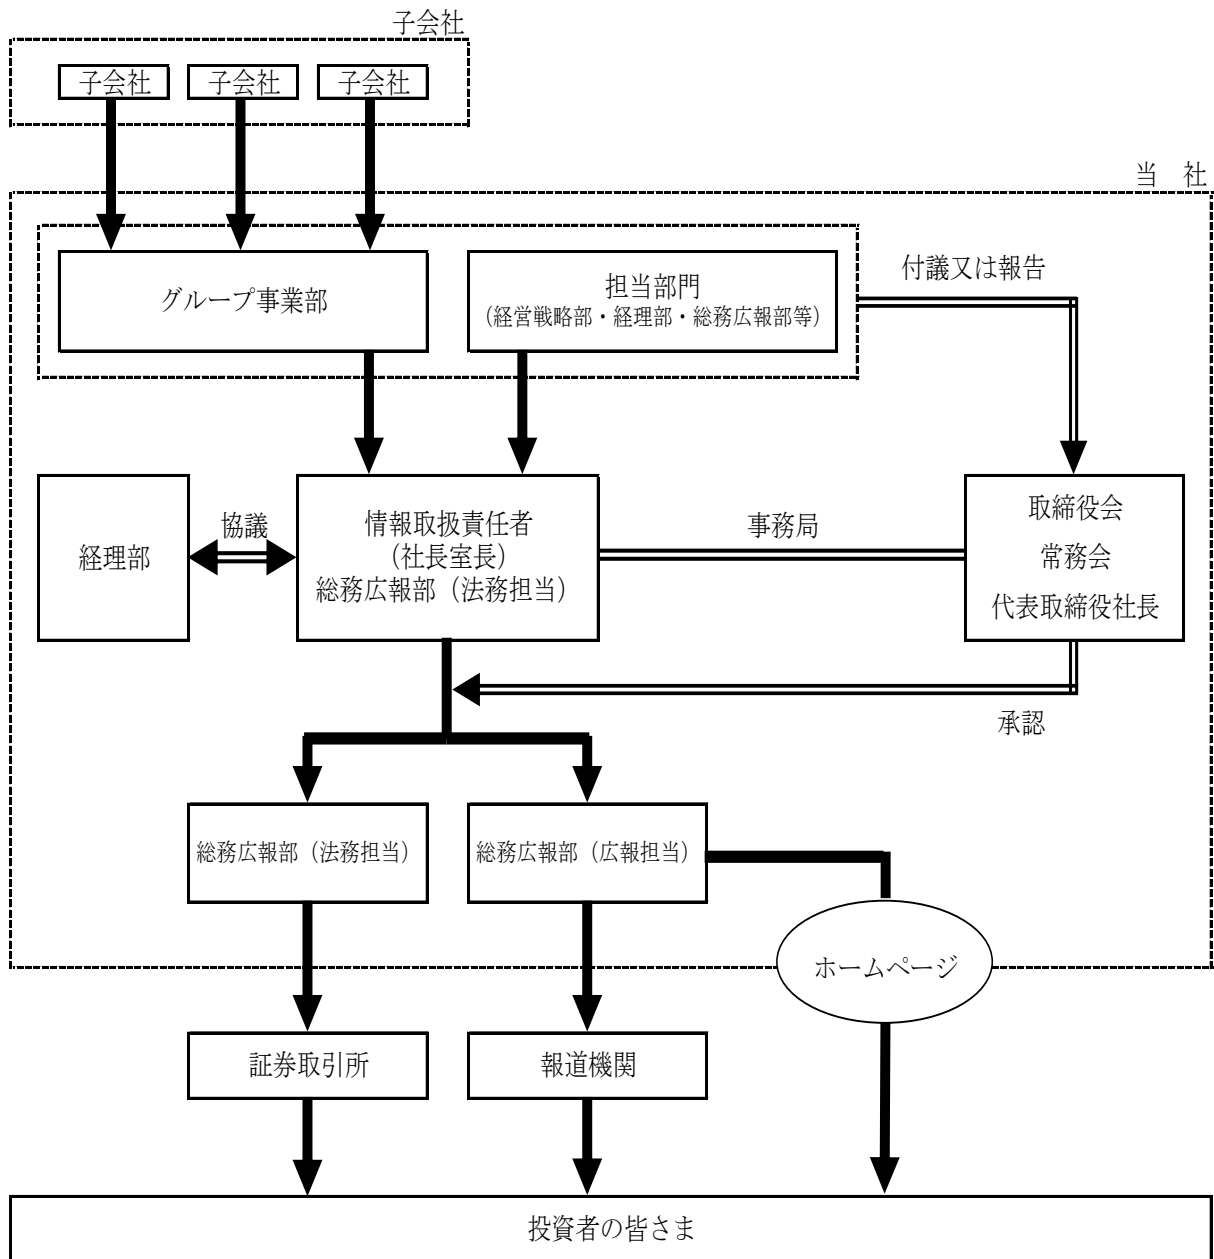 子会社
子会社
子会社
子会社
当　社
グループ事業部
担当部門
（経営戦略部・経理部・総務広報部等）
付議又は報告
経理部
協議
情報取扱責任者
（社長室長）
総務広報部（法務担当）
事務局
取締役会
常務会
代表取締役社長
承認
総務広報部（法務担当）
総務広報部（広報担当）
ホームページ
証券取引所
報道機関
投資者の皆さま